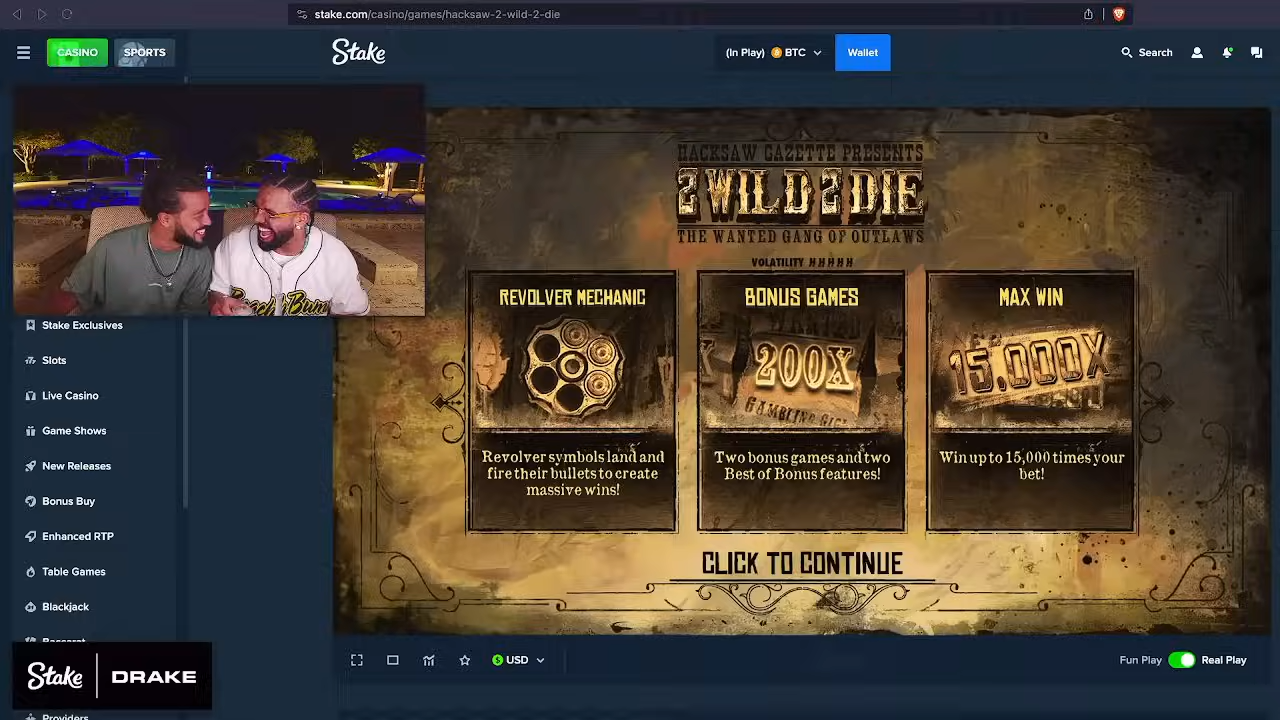 stake.com/casino/games/hacksaw-2-wild-2-die
CASINO
SPORTS
Stake
(In Play) BTC
Wallet
Search
HACKSAW GAZETTE PRESENTS
2 WILD 2 DIE
THE WANTED GANG OF OUTLAWS
VOLATILITY
REVOLVER MECHANIC
BONUS GAMES
MAX WIN
200X
15.000X
Revolver symbols land and
fire their bullets to create
massive wins!
Two bonus games and two
Best of Bonus features!
Win up to 15,000 times your
bet!
CLICK TO CONTINUE
Stake Exclusives
Slots
Live Casino
Game Shows
New Releases
Bonus Buy
Enhanced RTP
Table Games
Blackjack
Baccarat
Providers
Stake
DRAKE
USD
Fun Play
Real Play